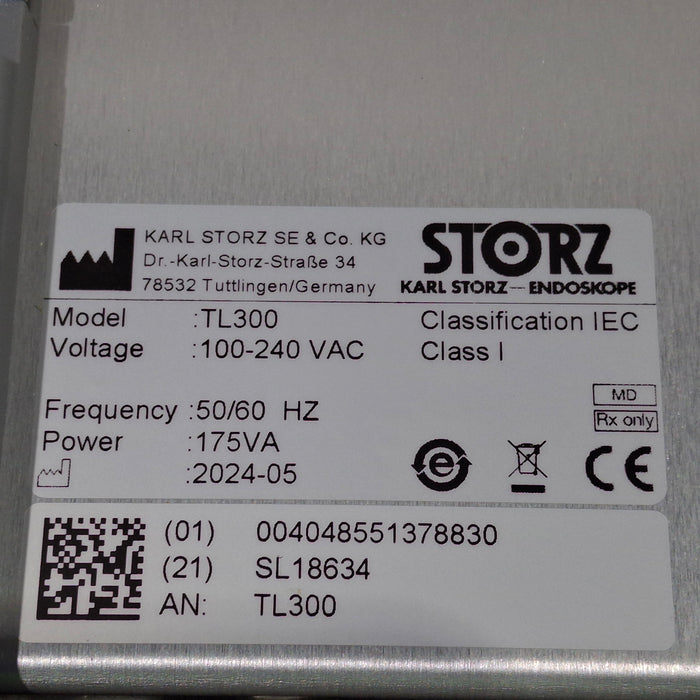 KARL STORZ SE & Co. KG
Dr.-Karl-Storz-Straße 34
78532 Tuttlingen/Germany
STORZ
KARL STORZ—ENDOSKOPE
Model :TL300
Voltage :100-240 VAC
Classification IEC
Class I
Frequency :50/60 HZ
Power :175VA
:2024-05
MD
Rx only
e
CE
(01) 004048551378830
(21) SL18634
AN: TL300